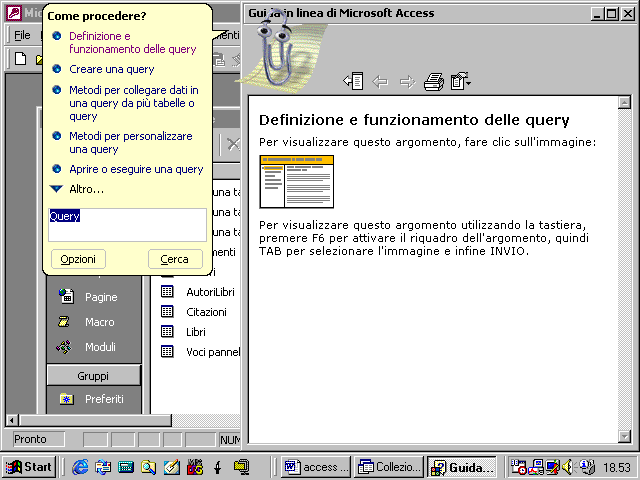 Mic
Guida in linea di Microsoft Access
File
Come procedere?
Definizione e
funzionamento delle query
Creare una query
Metodi per collegare dati in
una query da più tabelle o
query
Metodi per personalizzare
una query
Aprire o eseguire una query
Altro...
Query
Opzioni
Cerca
Definizione e funzionamento delle query
Per visualizzare questo argomento, fare clic sull'immagine:
Per visualizzare questo argomento utilizzando la tastiera,
premere F6 per attivare il riquadro dell'argomento, quindi
TAB per selezionare l'immagine e infine INVIO.
una ta
una ta
una ta
menti
Pagine
Macro
Moduli
Gruppi
Preferiti
AutoriLibri
Citazioni
Libri
Voci pannel
Pronto
NUM
Start
access ...
Collezio...
Guida...
18.53